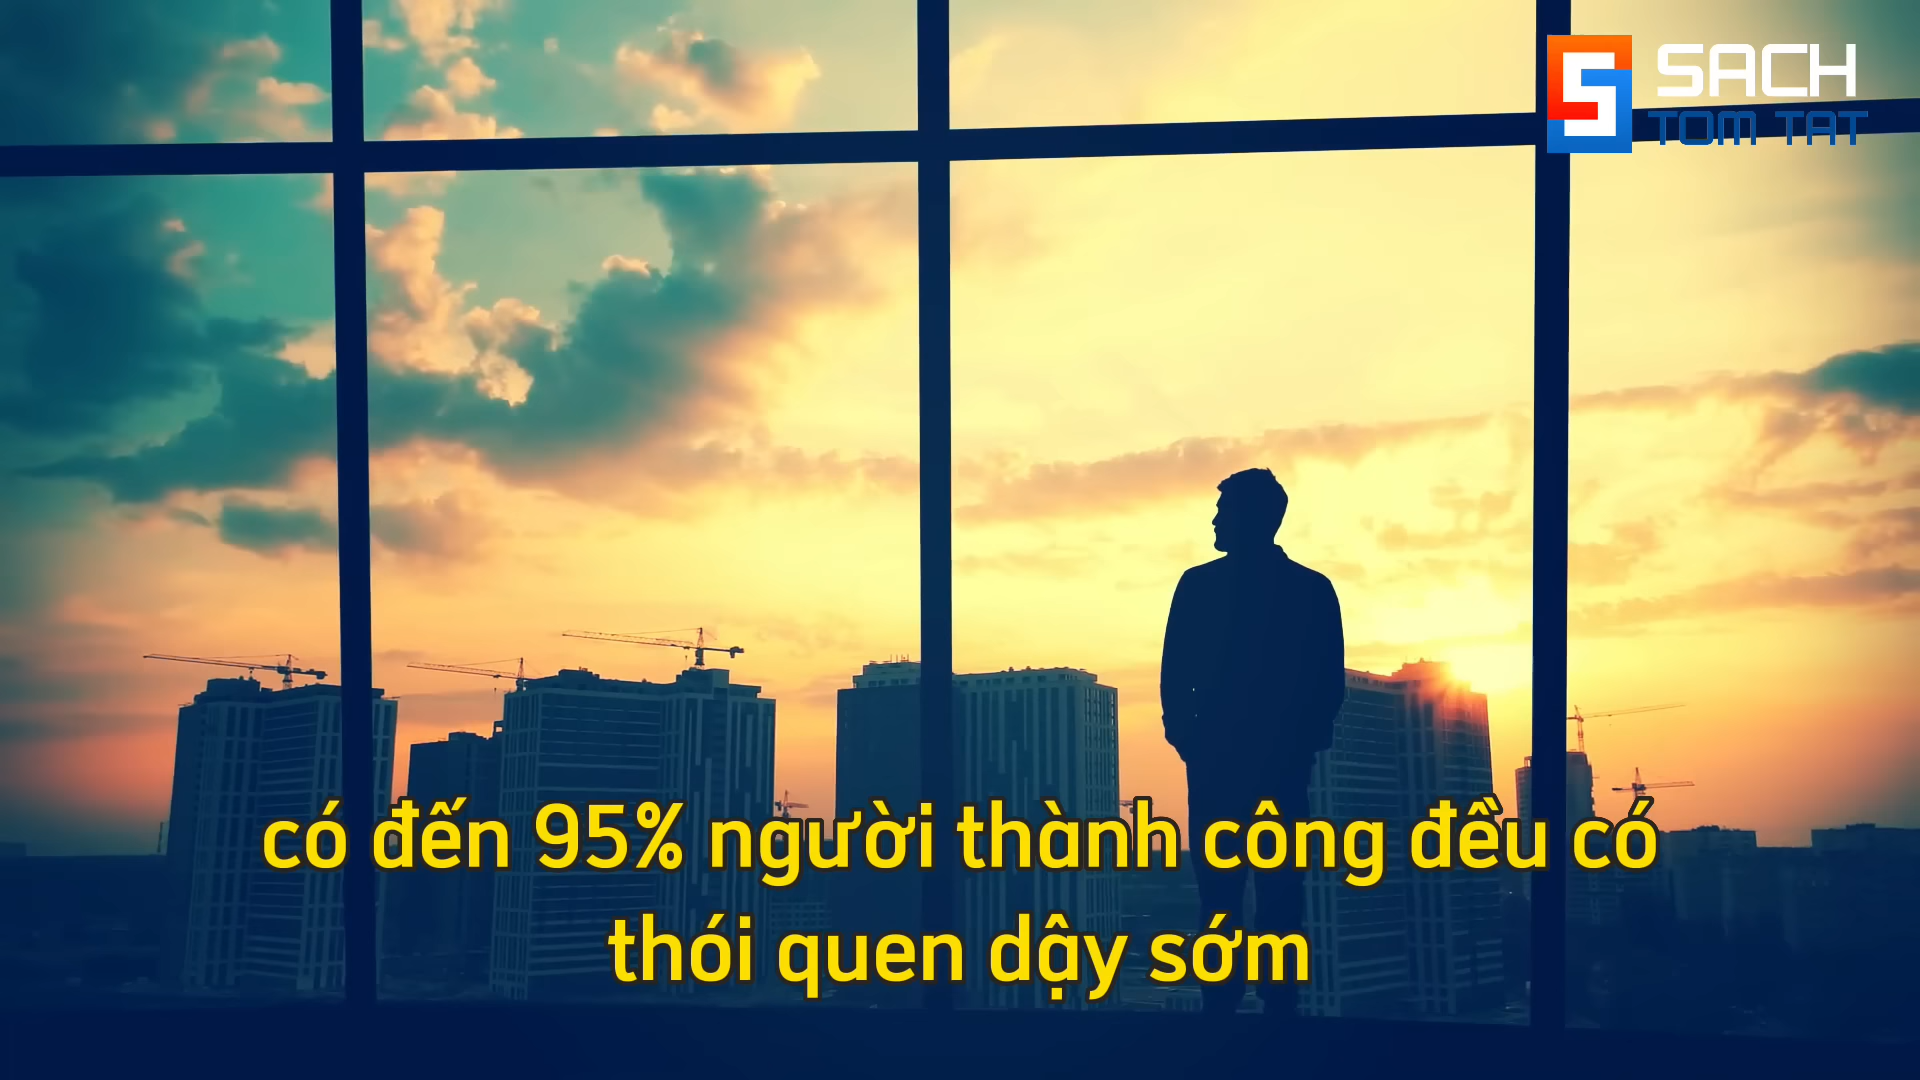 SACH
TOM TAT
có đến 95% người thành công đều có
thói quen dậy sớm